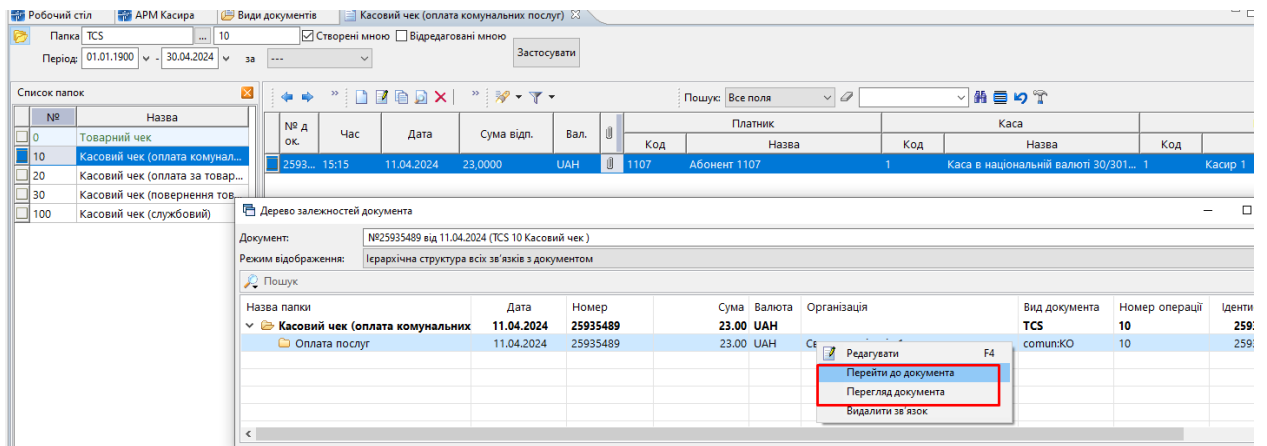 Робочий стіл АРМ Касира Види документів Касовий чек (оплата комунальних послуг)
Папка TCS ... 10 Створені мною Відредаговані мною
Період: 01.01.1900 - 30.04.2024 за --- Застосувати
Список папок
№ Назва
0 Товарний чек
10 Касовий чек (оплата комунал...
20 Касовий чек (оплата за товар...
30 Касовий чек (повернення тов...
100 Касовий чек (службовий)
Пошук: Все поля
№ док. Час Дата Сума відп. Вал. Платник Каса
Код Назва Код Назва Код
2593... 15:15 11.04.2024 23,0000 UAH 1107 Абонент 1107 1 Каса в національній валюті 30/301... 1 Касир 1
Дерево залежностей документа
Документ: №25935489 від 11.04.2024 (TCS 10 Касовий чек )
Режим відображення: Ієрархічна структура всіх зв'язків з документом
Пошук
Назва папки Дата Номер Сума Валюта Організація Вид документа Номер операції Іденти
Касовий чек (оплата комунальних 11.04.2024 25935489 23.00 UAH TCS 10 259
Оплата послуг 11.04.2024 25935489 23.00 UAH comun:KO 10 259
Редагувати F4
Перейти до документа
Перегляд документа
Видалити зв'язок